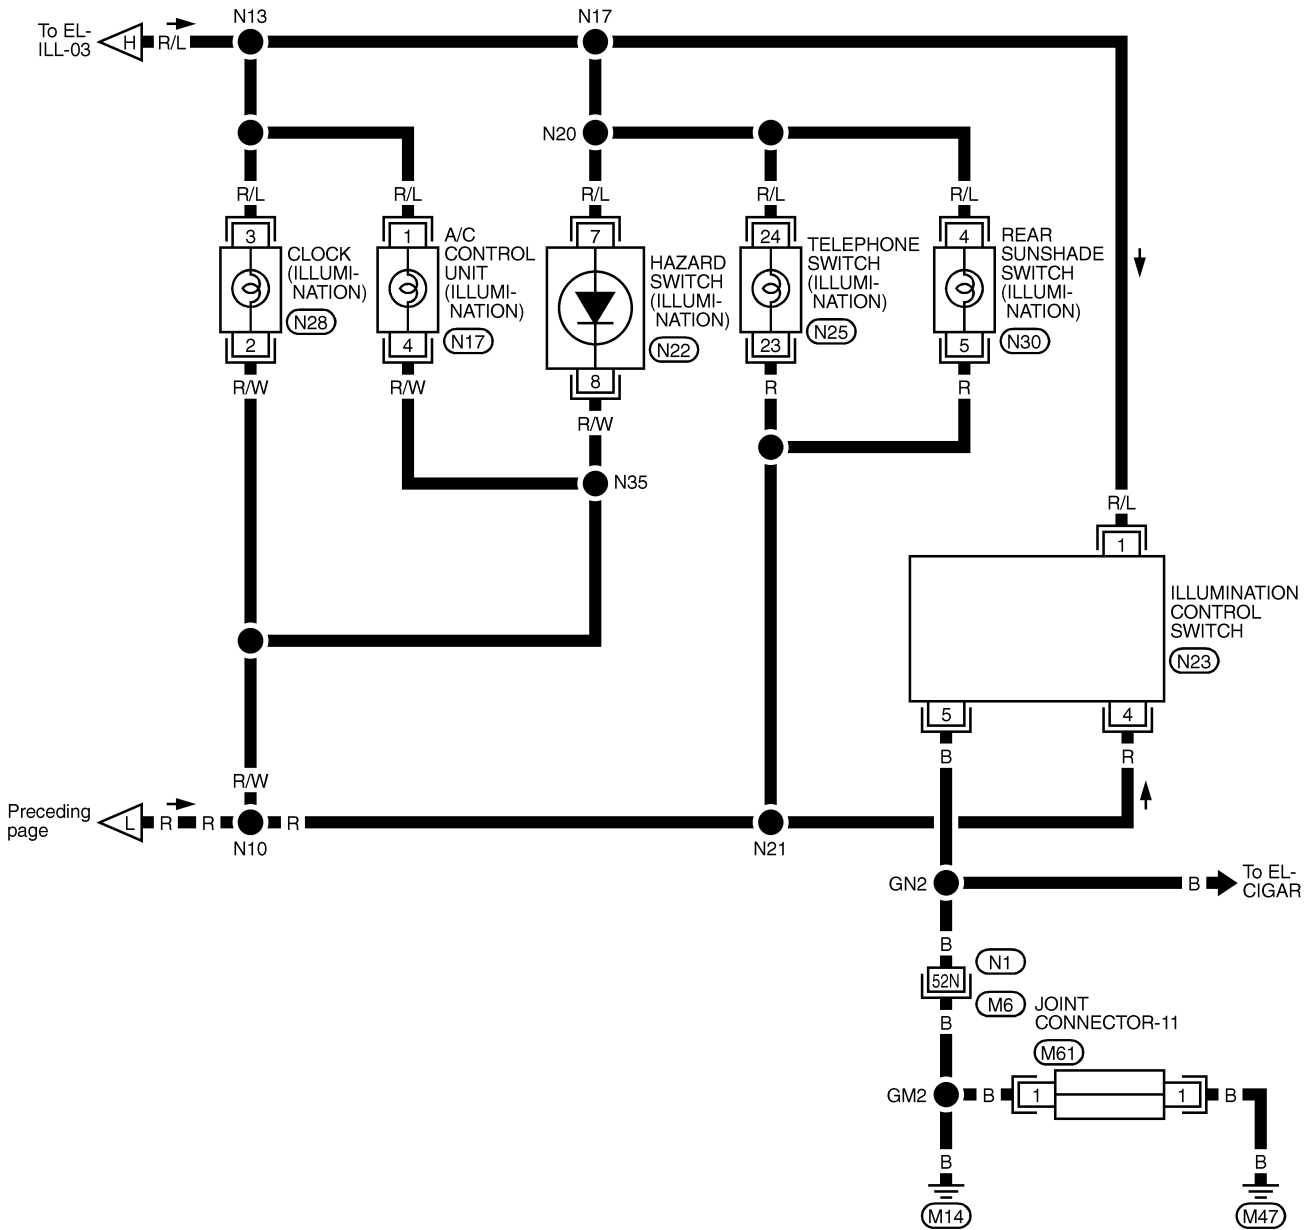 N13
N17
To EL-
ILL-03
H
R/L
N20
R/L
R/L
R/L
R/L
R/L
3
CLOCK
(ILLUMI-
NATION)
N28
2
R/W
1
A/C
CONTROL
UNIT
(ILLUMI-
NATION)
N17
4
R/W
7
HAZARD
SWITCH
(ILLUMI-
NATION)
N22
8
R/W
24
TELEPHONE
SWITCH
(ILLUMI-
NATION)
N25
23
R
4
REAR
SUNSHADE
SWITCH
(ILLUMI-
NATION)
N30
5
R
N35
R/L
1
ILLUMINATION
CONTROL
SWITCH
N23
5
4
B
R
R/W
Preceding
page
L
R
R
R
N10
N21
GN2
B
To EL-
CIGAR
B
N1
52N
M6
B
JOINT
CONNECTOR-11
M61
GM2
B
1
1
B
B
B
M14
M47